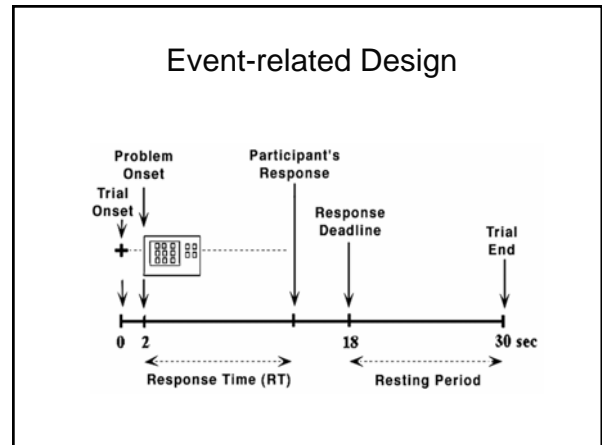 Event-related Design
Problem
Onset
Participant's
Response
Trial
Onset
Response
Deadline
Trial
End
0 2 18 30 sec
Response Time (RT) Resting Period